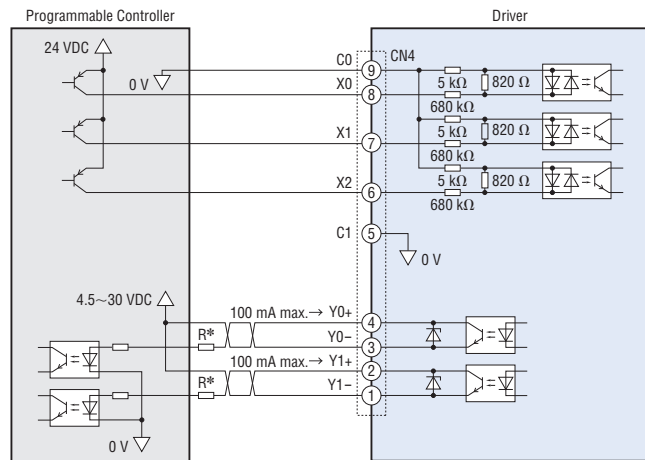 Programmable Controller
Driver
24 VDC
0 V
C0
X0
X1
X2
C1
CN4
9
8
7
6
5
5 kΩ
820 Ω
680 kΩ
5 kΩ
820 Ω
680 kΩ
5 kΩ
820 Ω
680 kΩ
0 V
4.5~30 VDC
100 mA max.→ Y0+
4
R* Y0−
3
100 mA max.→ Y1+
2
R* Y1−
1
0 V